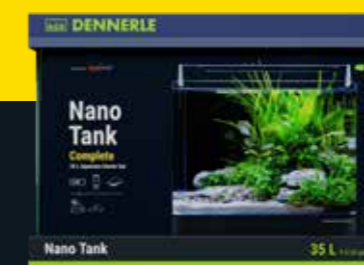 DENNERLE
Nano
Tank
Complete
Nano Tank
35 L